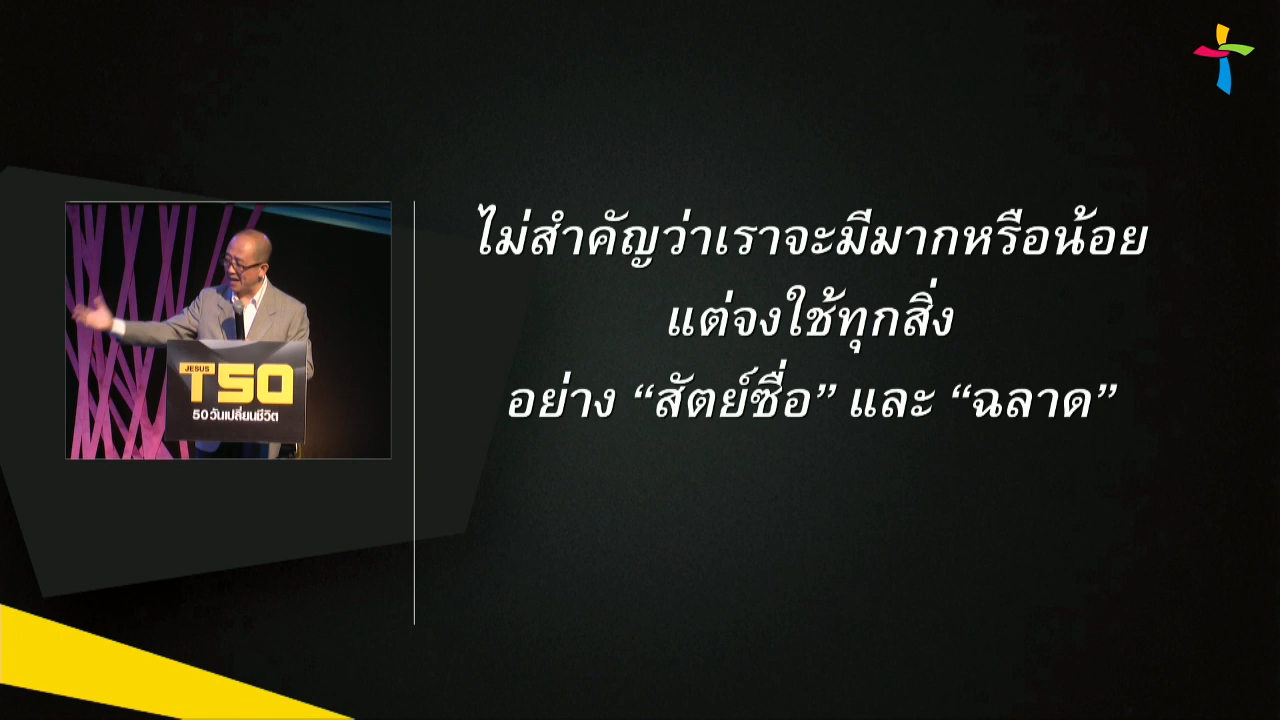 ไม่สำคัญว่าเราจะมีมากหรือน้อย
แต่จงใช้ทุกสิ่ง
อย่าง “สัตย์ซื่อ” และ “ฉลาด”
JESUS
T50
50 วันเปลี่ยนชีวิต